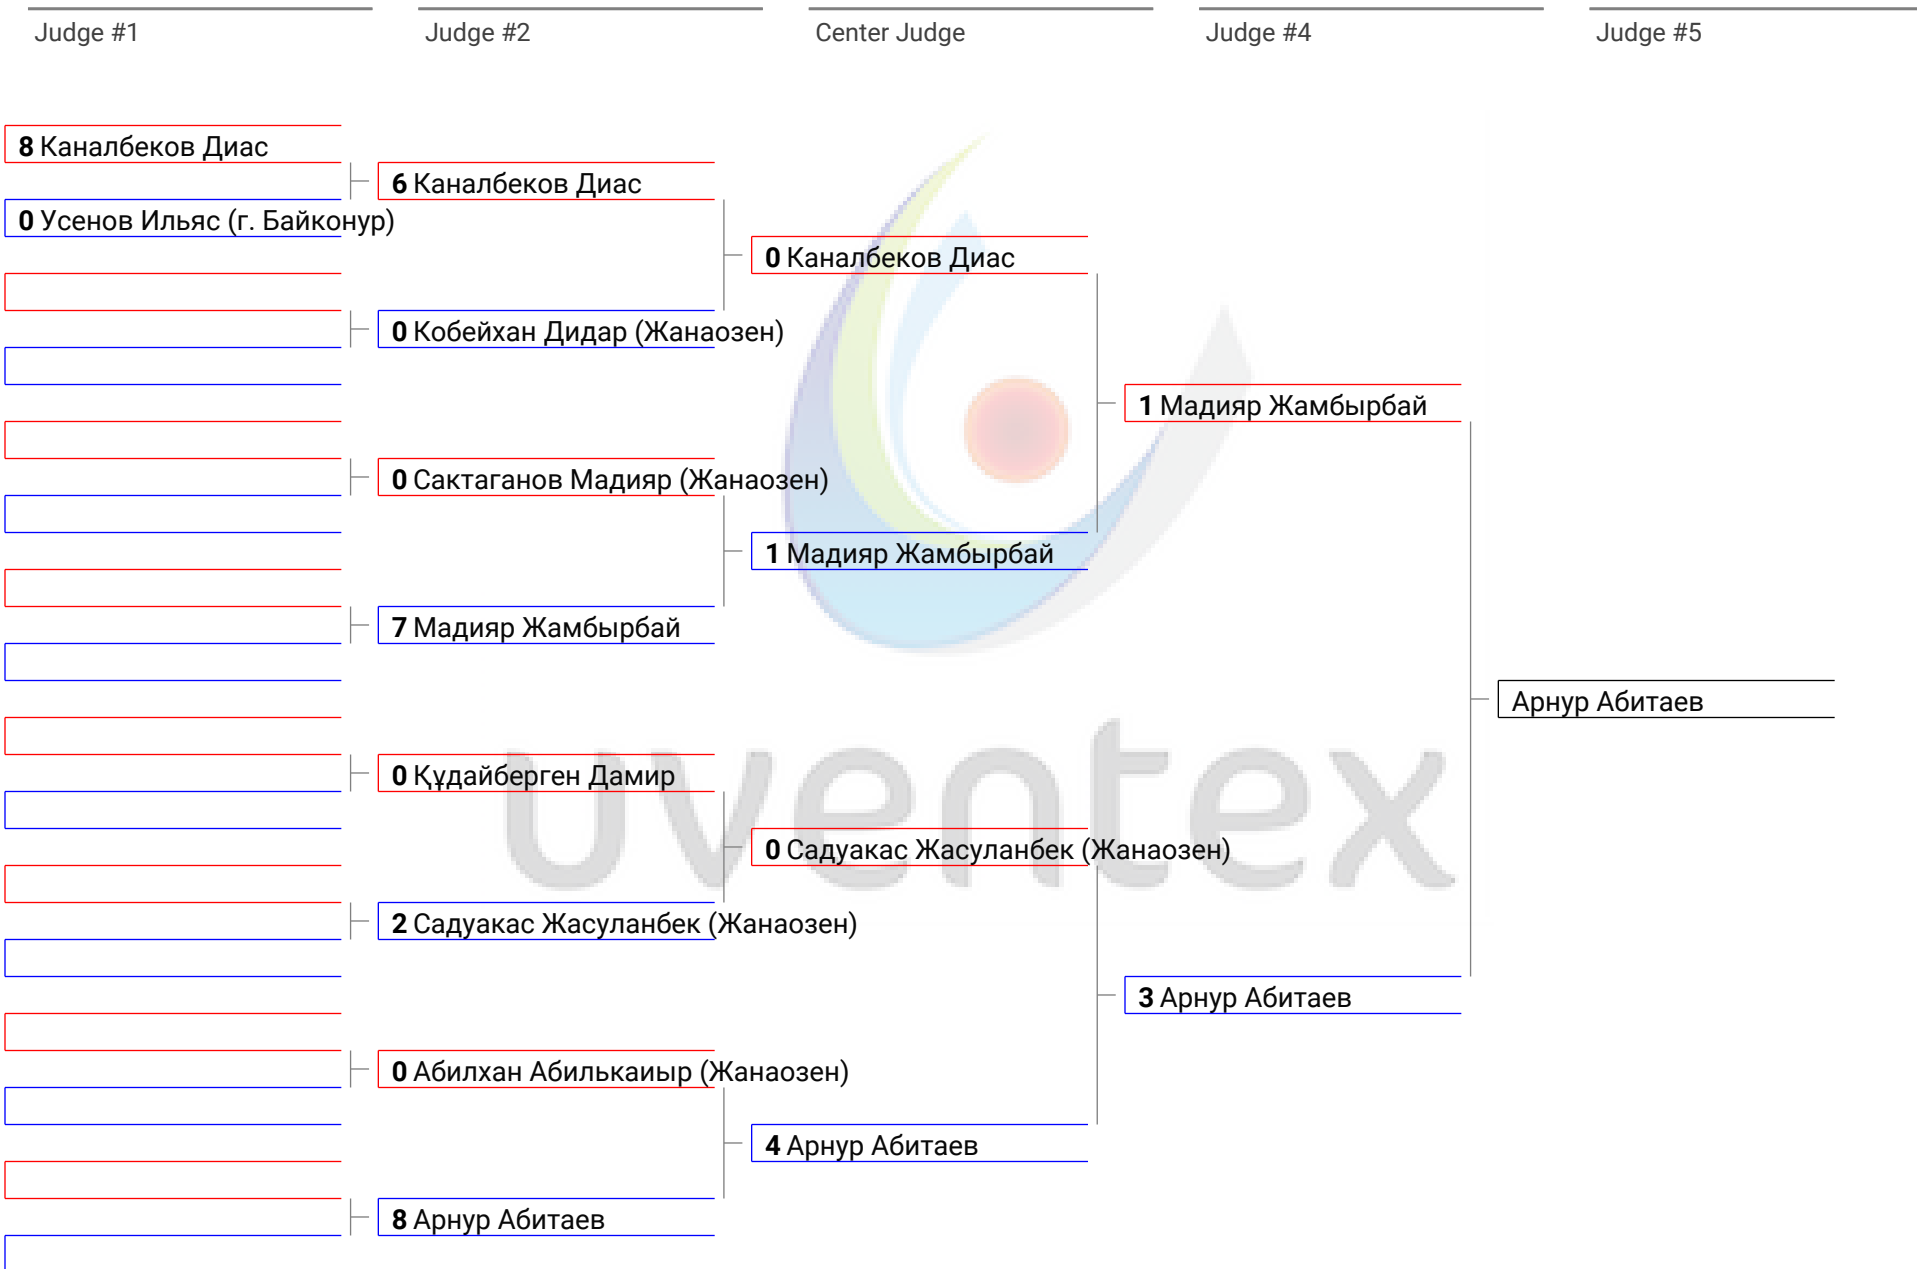 Judge #1 Judge #2 Center Judge Judge #4 Judge #5
8 Каналбеков Диас
6 Каналбеков Диас
0 Усенов Ильяс (г. Байконур)
0 Каналбеков Диас
0 Кобейхан Дидар (Жанаозен)
1 Мадияр Жамбырбай
0 Сактаганов Мадияр (Жанаозен)
1 Мадияр Жамбырбай
7 Мадияр Жамбырбай
Арнур Абитаев
0 Құдайберген Дамир
uventex
0 Садуакас Жасуланбек (Жанаозен)
2 Садуакас Жасуланбек (Жанаозен)
3 Арнур Абитаев
0 Абилхан Абилькаиыр (Жанаозен)
4 Арнур Абитаев
8 Арнур Абитаев